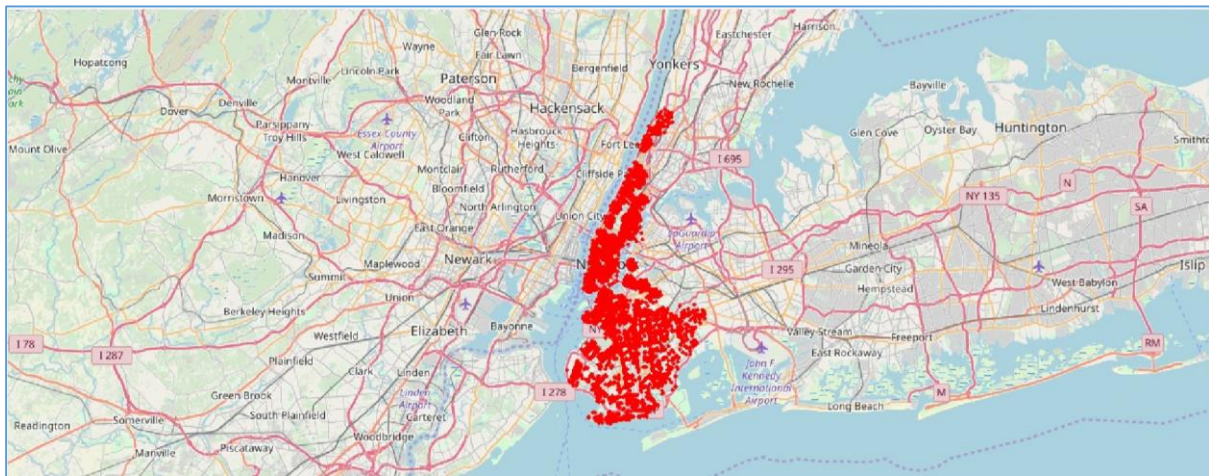 Glen-Rock
Harrison
Hopatcong
Wayne
Fair Lawn
Eastchester
Montville
Lincoln Park
Bergenfield
Yonkers
Paterson
New Rochelle
Bayville
Denville
Woodland
Park
Hackensack
Dover
Parsippany
Troy Hills
Essex County
Airport
Clifton
Hasbrouck
Heights
Glen Cove
Oyster Bay
Huntington
Smitht
Mount Olive
West Caldwell
Fort Lee
I 695
Hanover
Montclair
Rutherford
Cliffside
N
Morristown
Livingston
Bloomfield
North Arlington
NY 135
SA
Madison
East Orange
Union City
LaGuardia
Airport
Mineola
Summit
Maplewood
Newark
I 295
Garden City
Islip
Union
Hempstead
West Babylon
Berkeley Heights
Elizabeth
Bayonne
Lindenhurst
I 78
I 287
Westfield
Valley Stream
Freeport
RM
Plainfield
Clark
Linden
East Rockaway
John F
Kennedy
International
Airport
Green Brook
Linden
Airport
I 278
M
Long Beach
Somerville
South Plainfield
Carteret
Readington
Woodbridge
Manville
Piscataway